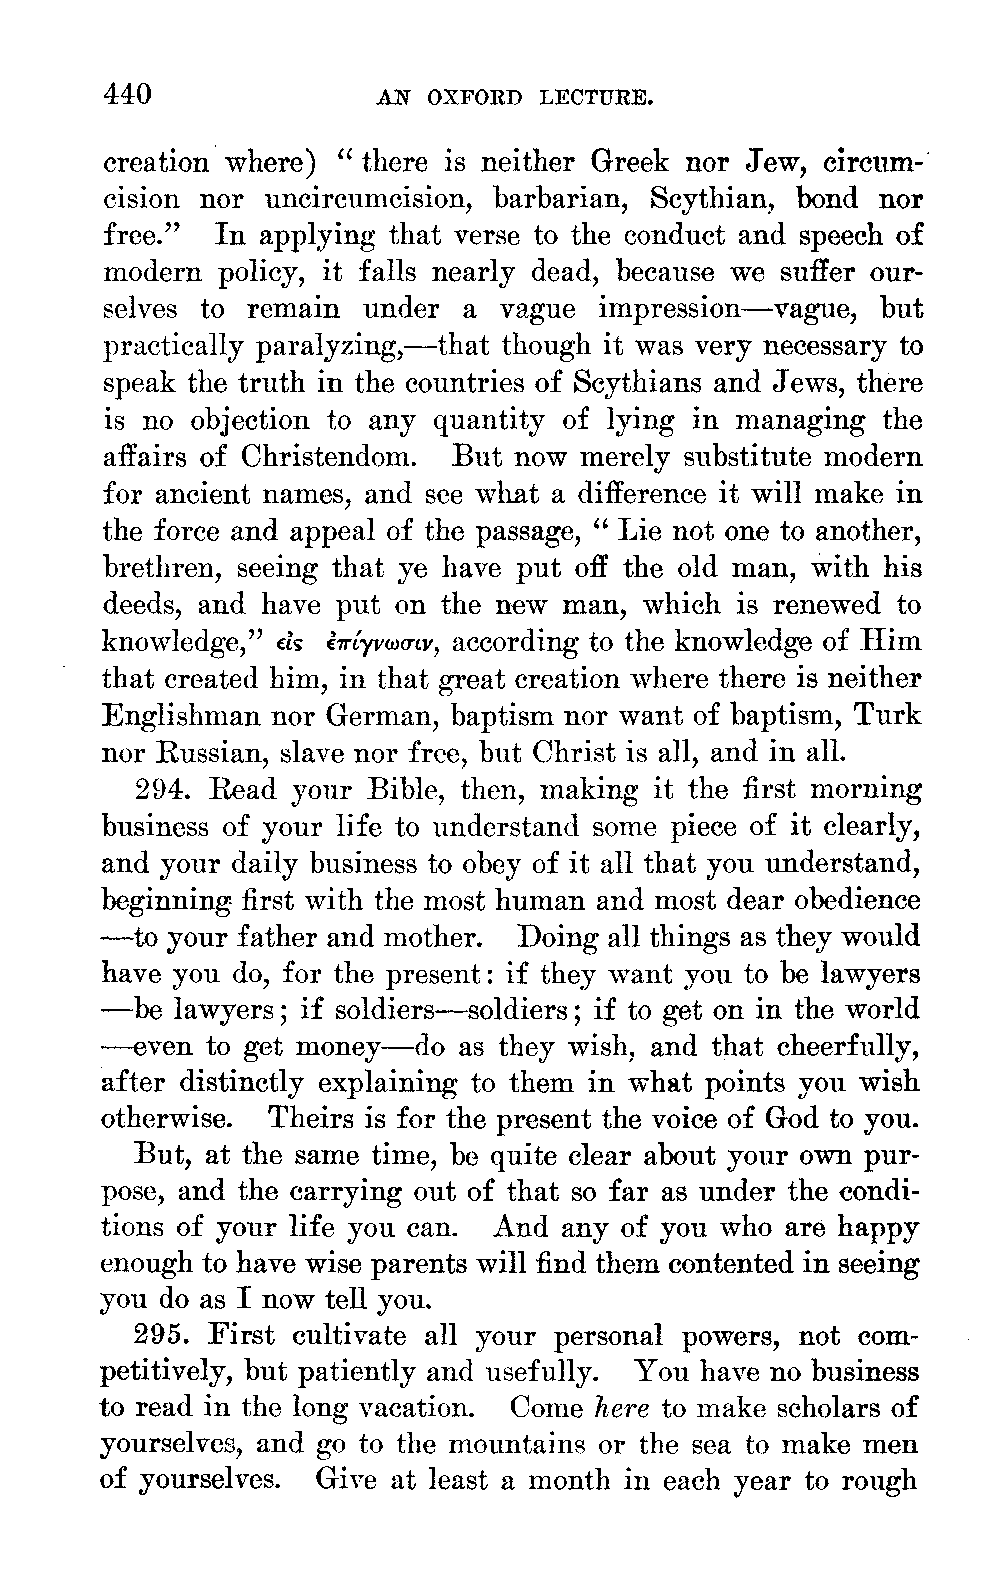 440 AN OXFORD LECTURE.
creation where) “ there is neither Greek nor Jew, circum-
cision nor uncircumcision, barbarian, Scythian, bond nor
free.” In applying that verse to the conduct and speech of
modern policy, it falls nearly dead, because we suffer our-
selves to remain under a vague impression—vague, but
practically paralyzing,—that though it was very necessary to
speak the truth in the countries of Scythians and Jews, there
is no objection to any quantity of lying in managing the
affairs of Christendom. But now merely substitute modern
for ancient names, and see what a difference it will make in
the force and appeal of the passage, “ Lie not one to another,
brethren, seeing that ye have put off the old man, with his
deeds, and have put on the new man, which is renewed to
knowledge,” εἰς ἐπίγνωσιν, according to the knowledge of Him
that created him, in that great creation where there is neither
Englishman nor German, baptism nor want of baptism, Turk
nor Russian, slave nor free, but Christ is all, and in all.
294. Read your Bible, then, making it the first morning
business of your life to understand some piece of it clearly,
and your daily business to obey of it all that you understand,
beginning first with the most human and most dear obedience
—to your father and mother. Doing all things as they would
have you do, for the present: if they want you to be lawyers
—be lawyers; if soldiers—soldiers; if to get on in the world
—even to get money—do as they wish, and that cheerfully,
after distinctly explaining to them in what points you wish
otherwise. Theirs is for the present the voice of God to you.
But, at the same time, be quite clear about your own pur-
pose, and the carrying out of that so far as under the condi-
tions of your life you can. And any of you who are happy
enough to have wise parents will find them contented in seeing
you do as I now tell you.
295. First cultivate all your personal powers, not com-
petitively, but patiently and usefully. You have no business
to read in the long vacation. Come here to make scholars of
yourselves, and go to the mountains or the sea to make men
of yourselves. Give at least a month in each year to rough